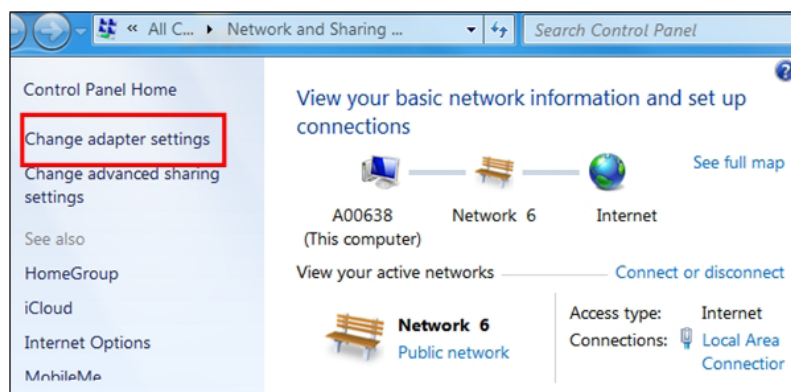 « All C... ▸ Network and Sharing ...
Search Control Panel
Control Panel Home
Change adapter settings
Change advanced sharing
settings
See also
HomeGroup
iCloud
Internet Options
MobileMe
View your basic network information and set up
connections
See full map
A00638
(This computer)
Network 6
Internet
View your active networks
Connect or disconnect
Network 6
Public network
Access type:
Internet
Connections:
Local Area
Connection